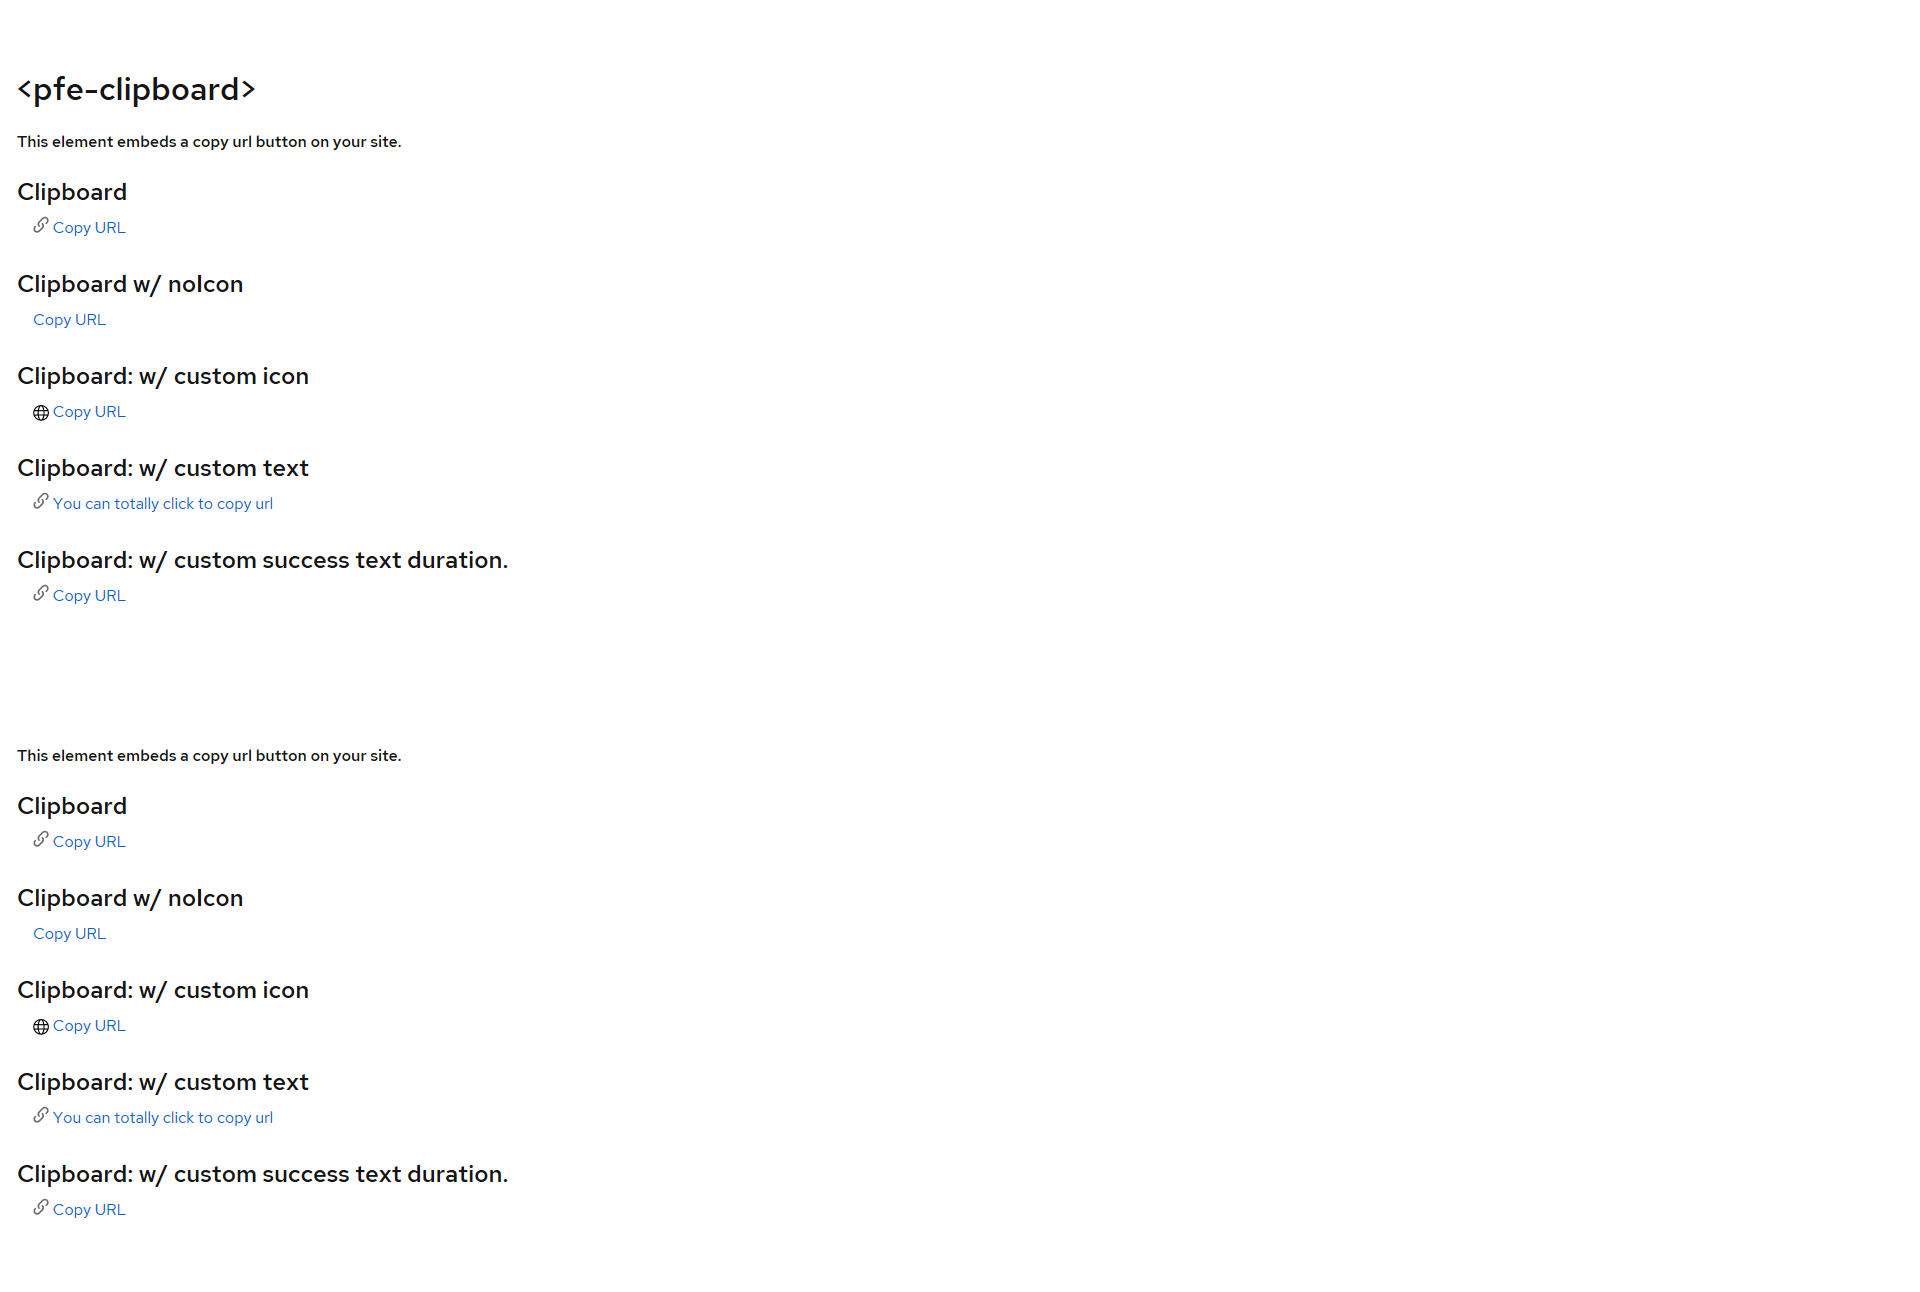 <pfe-clipboard>
This element embeds a copy url button on your site.
Clipboard
Copy URL
Clipboard w/ noIcon
Copy URL
Clipboard: w/ custom icon
Copy URL
Clipboard: w/ custom text
You can totally click to copy url
Clipboard: w/ custom success text duration.
Copy URL
This element embeds a copy url button on your site.
Clipboard
Copy URL
Clipboard w/ noIcon
Copy URL
Clipboard: w/ custom icon
Copy URL
Clipboard: w/ custom text
You can totally click to copy url
Clipboard: w/ custom success text duration.
Copy URL